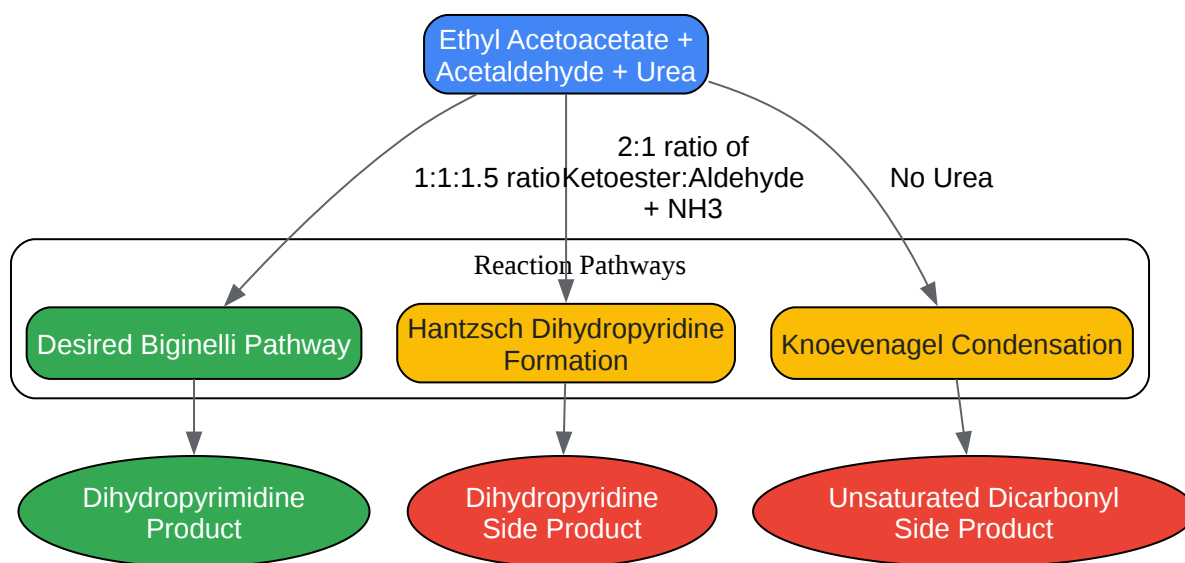 Ethyl Acetoacetate +
Acetaldehyde + Urea
1:1:1.5 ratio
2:1 ratio of
Ketoester:Aldehyde
+ NH3
No Urea
Reaction Pathways
Desired Biginelli Pathway
Hantzsch Dihydropyridine
Formation
Knoevenagel Condensation
Dihydropyrimidine
Product
Dihydropyridine
Side Product
Unsaturated Dicarbonyl
Side Product